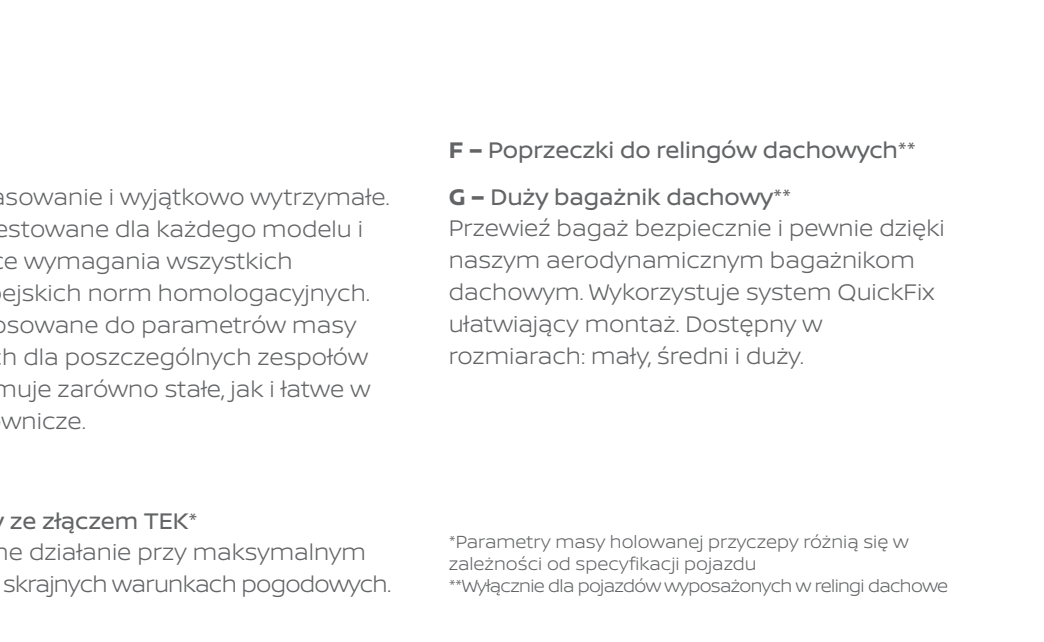 asowanie i wyjątkowo wytrzymałe.
estowane dla każdego modelu i
ce wymagania wszystkich
pejskich norm homologacyjnych.
osowane do parametrów masy
ch dla poszczególnych zespołów
muje zarówno stałe, jak i łatwe w
ownicze.
y ze złączem TEK*
ne działanie przy maksymalnym
skrajnych warunkach pogodowych.
F – Poprzeczki do relingów dachowych**
G – Duży bagażnik dachowy**
Przewieź bagaż bezpiecznie i pewnie dzięki
naszym aerodynamicznym bagażnikom
dachowym. Wykorzystuje system QuickFix
ułatwiający montaż. Dostępny w
rozmiarach: mały, średni i duży.
*Parametry masy holowanej przyczepy różnią się w
zależności od specyfikacji pojazdu
**Wyłącznie dla pojazdów wyposażonych w relingi dachowe